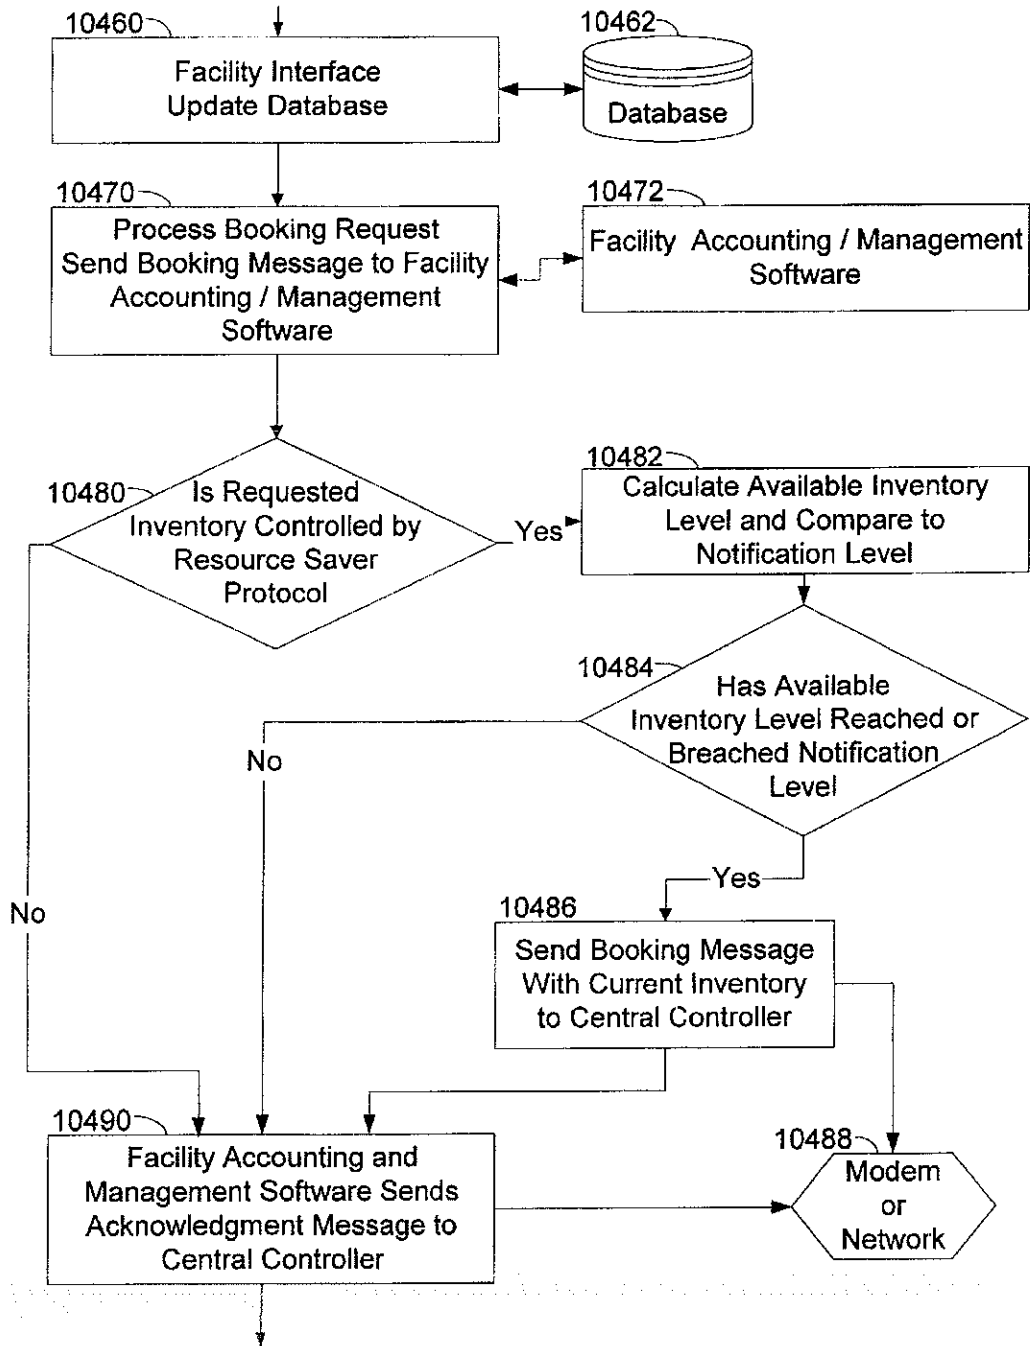 10460
Facility Interface
Update Database
10462
Database
10470
Process Booking Request
Send Booking Message to Facility
Accounting / Management
Software
10472
Facility Accounting / Management
Software
10480
Is Requested
Inventory Controlled by
Resource Saver
Protocol
Yes
10482
Calculate Available Inventory
Level and Compare to
Notification Level
10484
Has Available
Inventory Level Reached or
Breached Notification
Level
No
Yes
No
10486
Send Booking Message
With Current Inventory
to Central Controller
10490
Facility Accounting and
Management Software Sends
Acknowledgment Message to
Central Controller
10488
Modem
or
Network